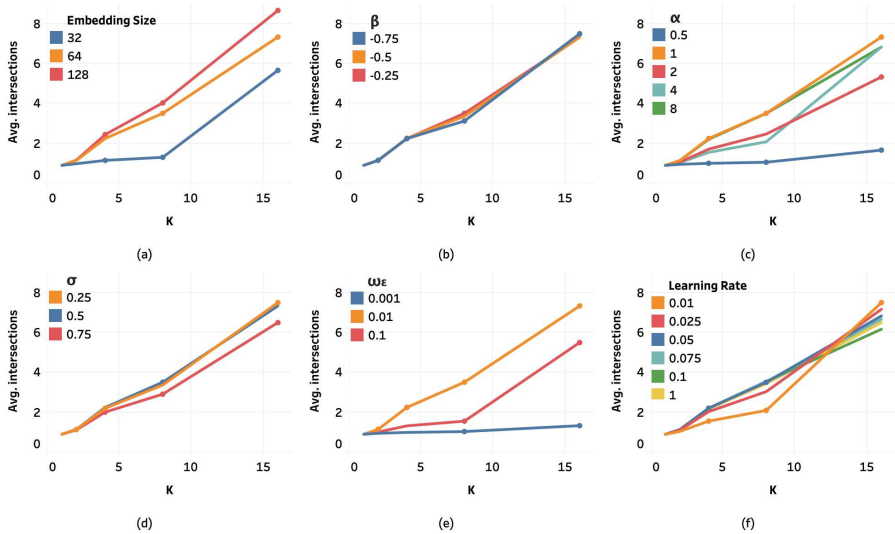 Embedding Size
32
64
128
Avg. intersections
8
6
4
2
0
0 5 10 15
K
(a)
β
-0.75
-0.5
-0.25
Avg. intersections
8
6
4
2
0
0 5 10 15
K
(b)
α
0.5
1
2
4
8
Avg. intersections
8
6
4
2
0
0 5 10 15
K
(c)
σ
0.25
0.5
0.75
Avg. intersections
8
6
4
2
0
0 5 10 15
K
(d)
ωε
0.001
0.01
0.1
Avg. intersections
8
6
4
2
0
0 5 10 15
K
(e)
Learning Rate
0.01
0.025
0.05
0.075
0.1
1
Avg. intersections
8
6
4
2
0
0 5 10 15
K
(f)